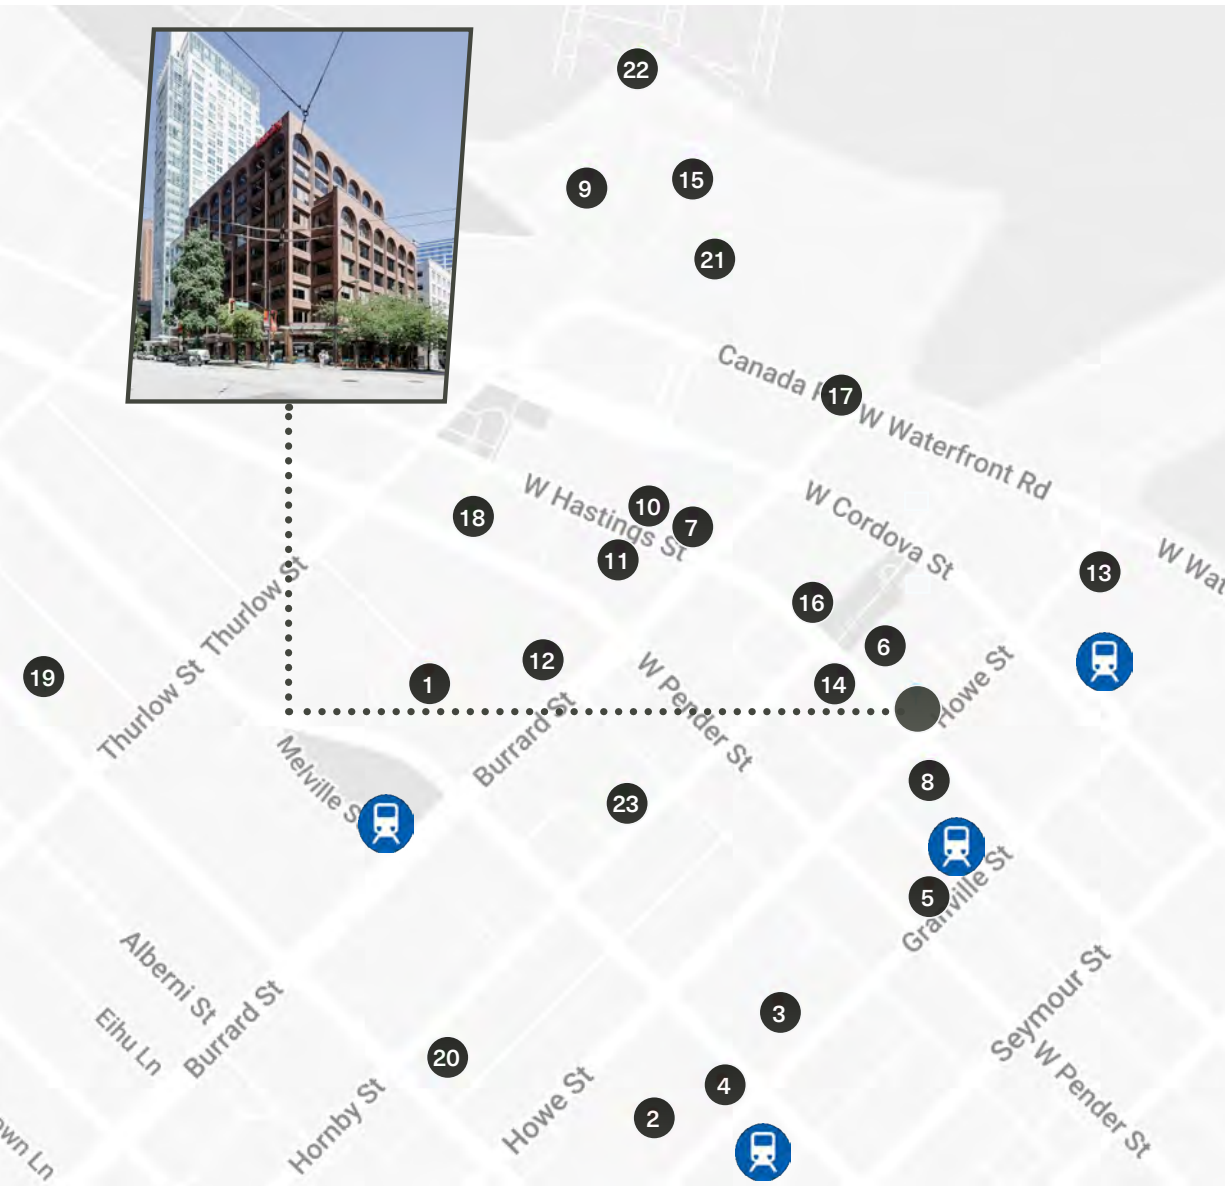 22
9
15
21
Canada
17
W Waterfront Rd
W Hastings St
10
7
18
11
W Cordova St
W Wat
13
Thurlow St
16
6
Thurlow St
19
12
1
W Pender St
14
Howe St
Burrard St
Melville S
8
23
5
Granville St
Alberni St
Eihu Ln
Burrard St
3
Seymour St
W Pender St
20
4
2
Howe St
Hornby St
own Ln